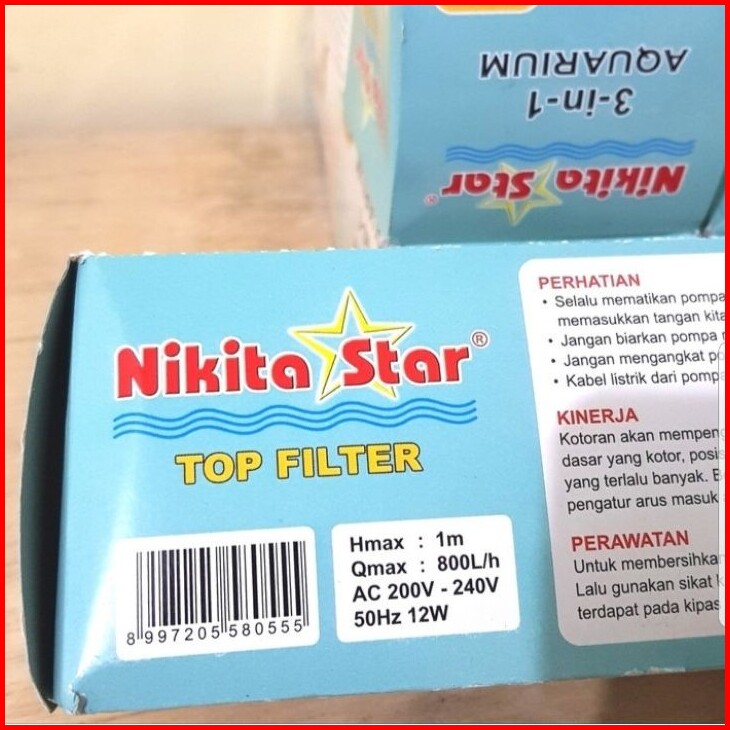 3-in-1
AQUARIUM
Nikita Star®
Nikita Star®
TOP FILTER
8 997205 580555
Hmax : 1m
Qmax : 800L/h
AC 200V - 240V
50Hz 12W
PERHATIAN
• Selalu mematikan pompa
memasukkan tangan kita
• Jangan biarkan pompa
• Jangan mengangkat
• Kabel listrik dari pompa
KINERJA
Kotoran akan
dasar yang kotor,
yang terlalu banyak.
pengatur arus masuk
PERAWATAN
Untuk
Lalu gunakan sikat
terdapat pada kipas